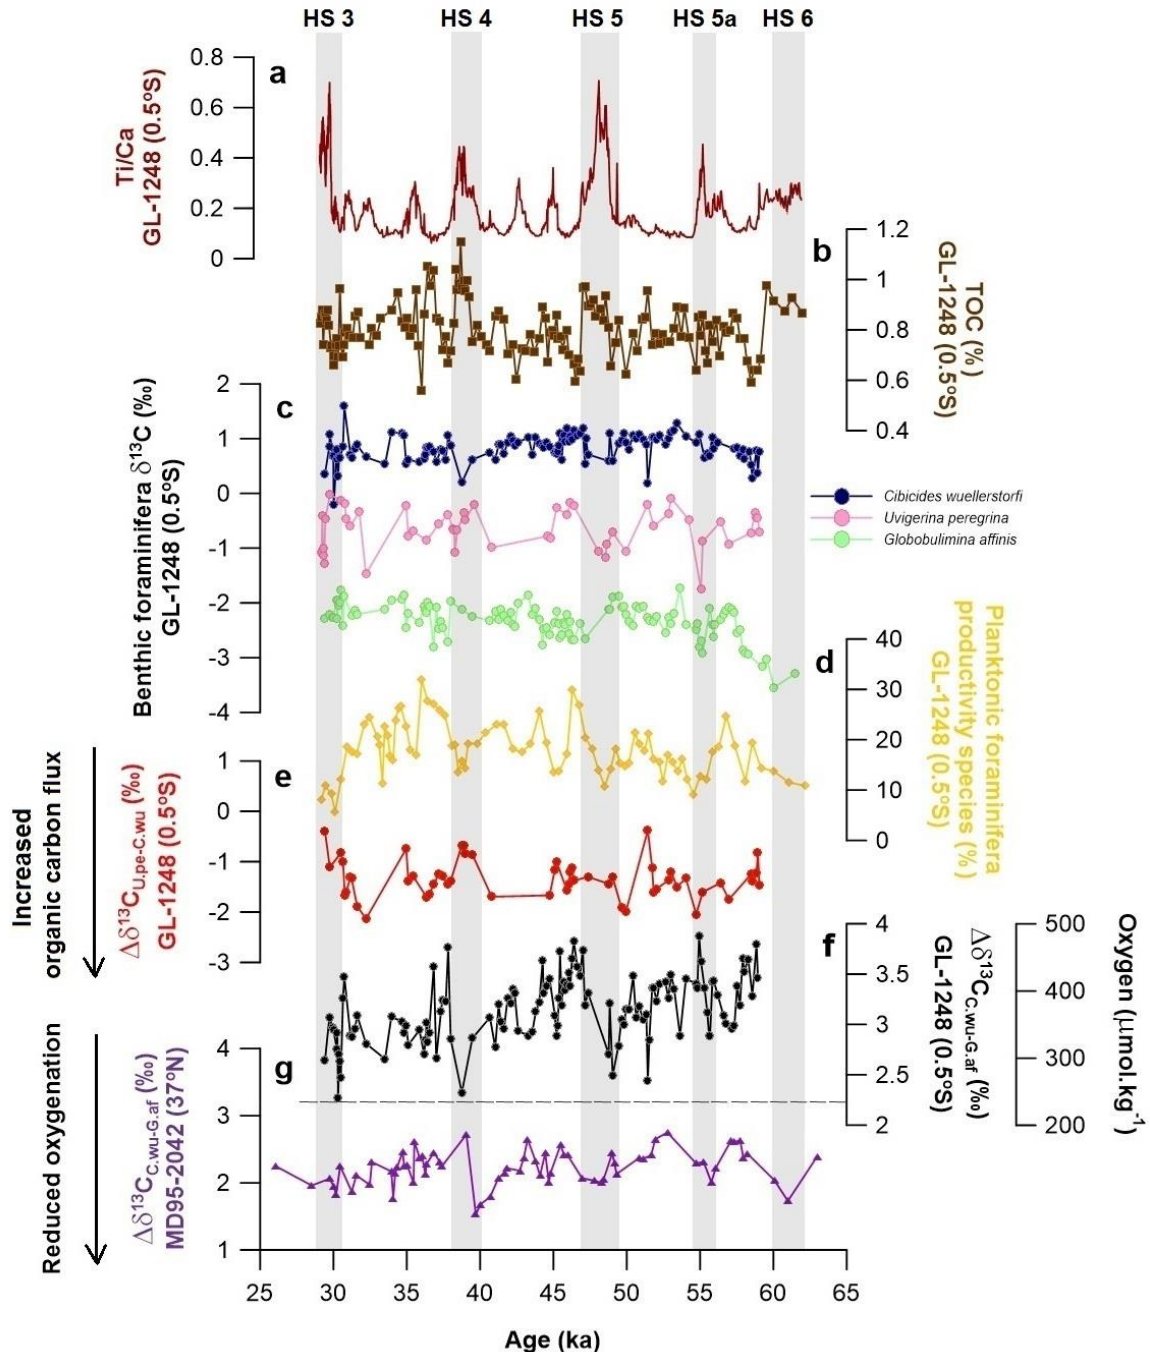 HS 3 HS 4 HS 5 HS 5a HS 6
a
0.8
0.6
0.4
0.2
0
Ti/Ca
GL-1248 (0.5ºS)
b
1.2
1
0.8
0.6
0.4
TOC (%)
GL-1248 (0.5ºS)
c
2
1
0
-1
-2
-3
-4
Benthic foraminifera δ13C (‰)
GL-1248 (0.5ºS)
Cibicides wuellerstorfi
Uvigerina peregrina
Globobulimina affinis
d
40
30
20
10
0
Planktonic foraminifera
productivity species (%)
GL-1248 (0.5ºS)
e
1
0
-1
-2
-3
Increased
organic carbon flux
Δδ13CU.pe-C.wu (‰)
GL-1248 (0.5ºS)
f
4
3.5
3
2.5
2
Δδ13CC.wu-G.af (‰)
GL-1248 (0.5ºS)
500
400
300
200
Oxygen (μmol.kg-1)
g
4
3
2
1
Reduced oxygenation
Δδ13CC.wu-G.af (‰)
MD95-2042 (37ºN)
25 30 35 40 45 50 55 60 65
Age (ka)